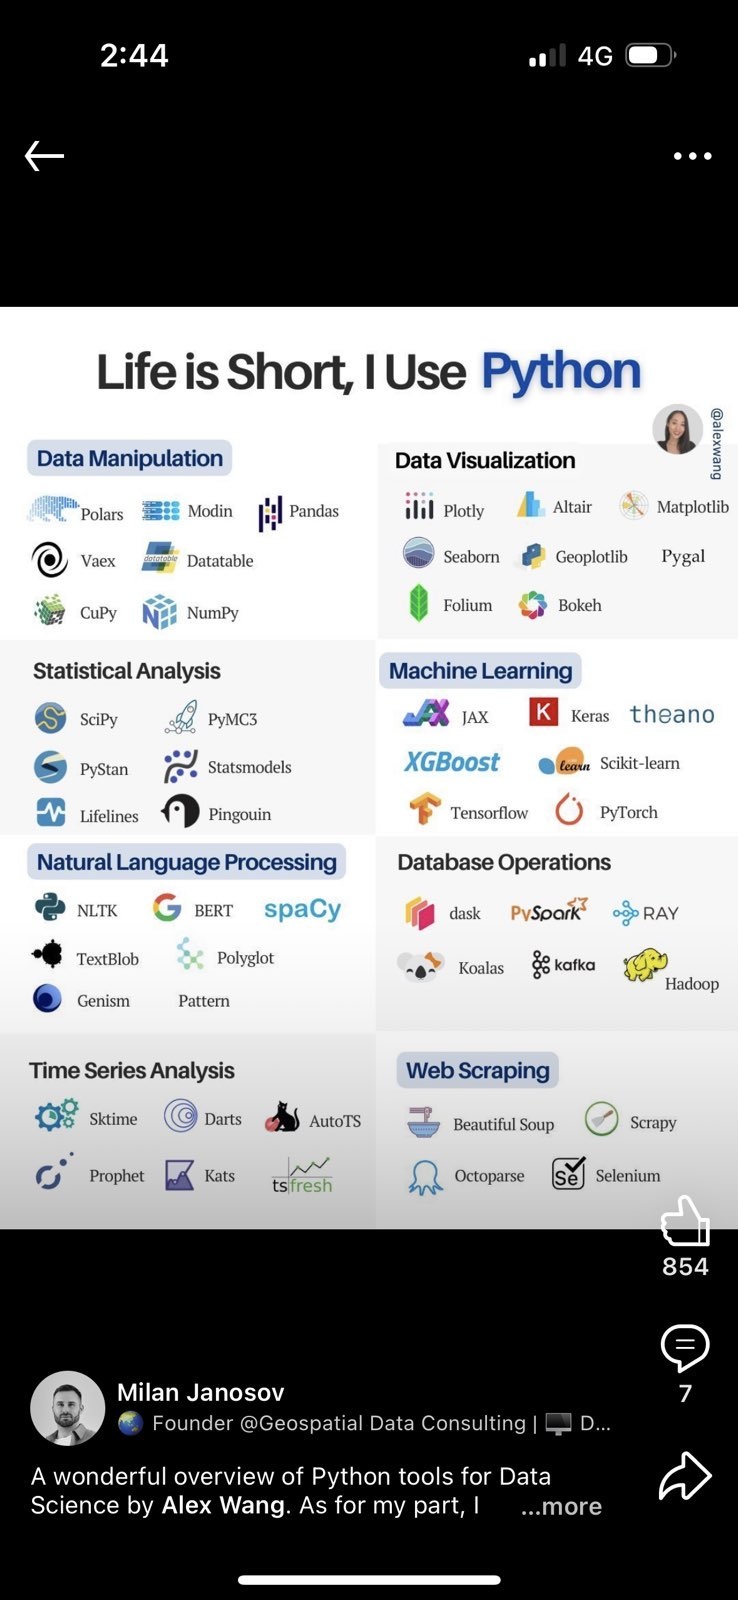 2:44
4G
Life is Short, I Use Python
@alexwang
Data Manipulation
Polars
Modin
Pandas
Vaex
datatable
Datatable
CuPy
NumPy
Data Visualization
Plotly
Altair
Matplotlib
Seaborn
Geoplotlib
Pygal
Folium
Bokeh
Statistical Analysis
SciPy
PyMC3
PyStan
Statsmodels
Lifelines
Pingouin
Machine Learning
JAX
JAX
K
Keras
theano
XGBoost
learn
Scikit-learn
Tensorflow
PyTorch
Natural Language Processing
NLTK
G
BERT
spaCy
TextBlob
Polyglot
Genism
Pattern
Database Operations
dask
PySpark
RAY
Koalas
kafka
Hadoop
Time Series Analysis
Sktime
Darts
AutoTS
Prophet
Kats
tsfresh
Web Scraping
Beautiful Soup
Scrapy
Octoparse
Se
Selenium
854
7
Milan Janosov
Founder @Geospatial Data Consulting | D...
A wonderful overview of Python tools for Data
Science by Alex Wang. As for my part, I ...more